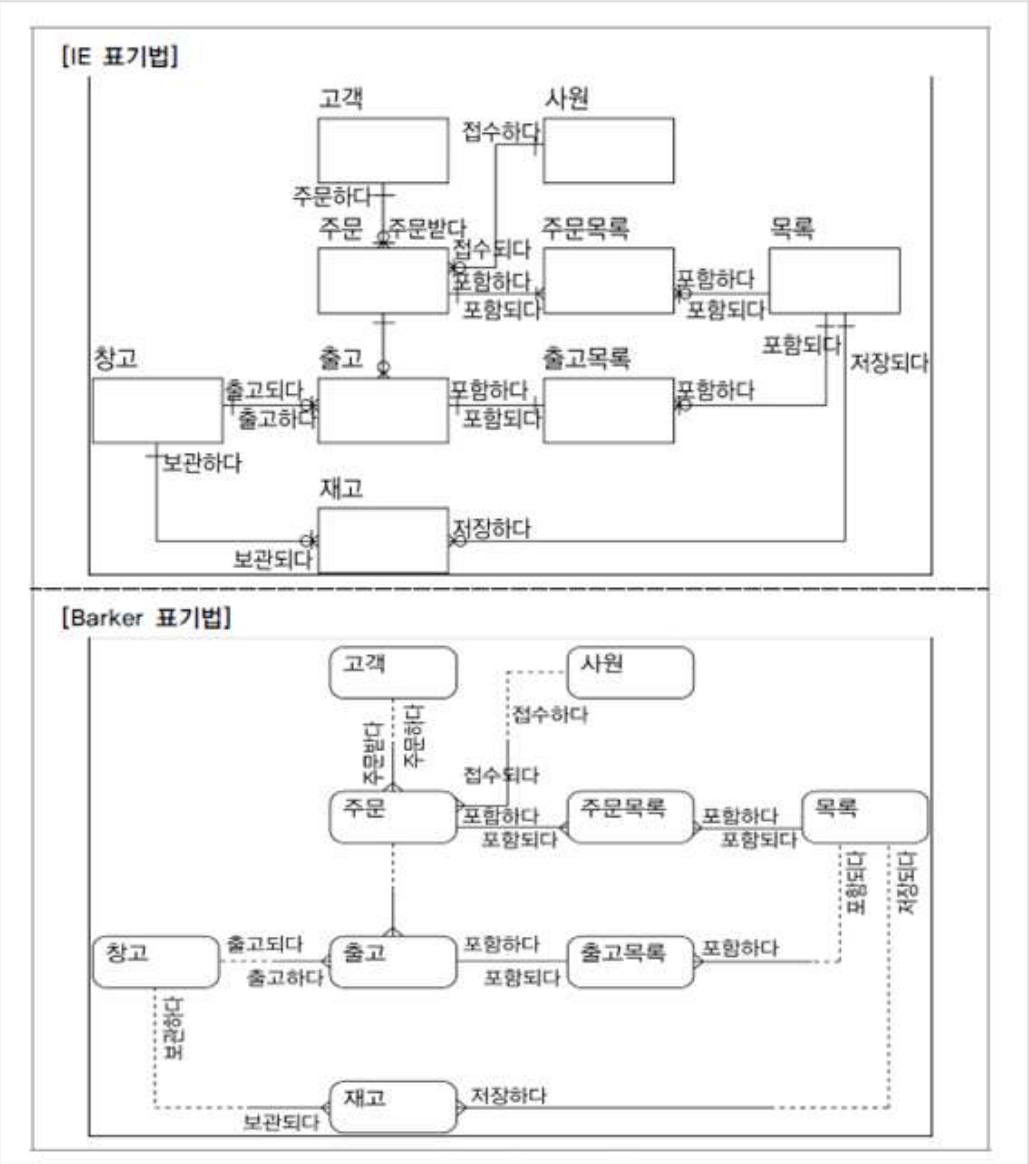 [IE 표기법]
고객 사원
접수하다
주문하다
주문 주문받다 주문목록 목록
접수되다
포함하다 포함하다
포함되다 포함되다
포함되다
창고 출고 출고목록 저장되다
출고되다 포함하다 포함하다
출고하다 포함되다
보관하다
재고
저장하다
보관되다
[Barker 표기법]
고객 사원
접수하다
주문받다 주문하다
접수되다
주문 주문목록 목록
포함하다 포함하다
포함되다 포함되다
포함되다 저장되다
창고 출고되다 출고 포함하다 출고목록 포함하다
출고하다 포함되다
보관하다
재고 저장하다
보관되다